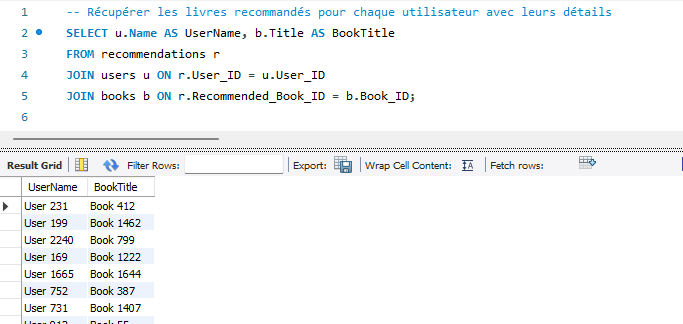 1 -- Récupérer les livres recommandés pour chaque utilisateur avec leurs détails
2 SELECT u.Name AS UserName, b.Title AS BookTitle
3 FROM recommendations r
4 JOIN users u ON r.User_ID = u.User_ID
5 JOIN books b ON r.Recommended_Book_ID = b.Book_ID;
6
Result Grid Filter Rows: Export: Wrap Cell Content: Fetch rows:
UserName BookTitle
User 231 Book 412
User 199 Book 1462
User 2240 Book 799
User 169 Book 1222
User 1665 Book 1644
User 752 Book 387
User 731 Book 1407